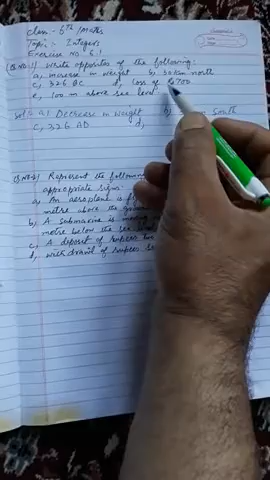 Class - 6th / Maths
Topic - Integers
Exercise No. 6.1
Q. No. 1) Write opposites of the following:
a, increase in weight b, 30 km north
c, 326 BC d, Loss of Rs 700
e, 100 m above sea level
Sol: a) Decrease in weight b) South
c, 326 AD d,
Q. No. 2) Represent the following
appropriate signs.
a, An aeroplane is
metre above the
b, A submarine is moving
metre below the sea
c, A deposit of rupees
d, withdrawl of rupees